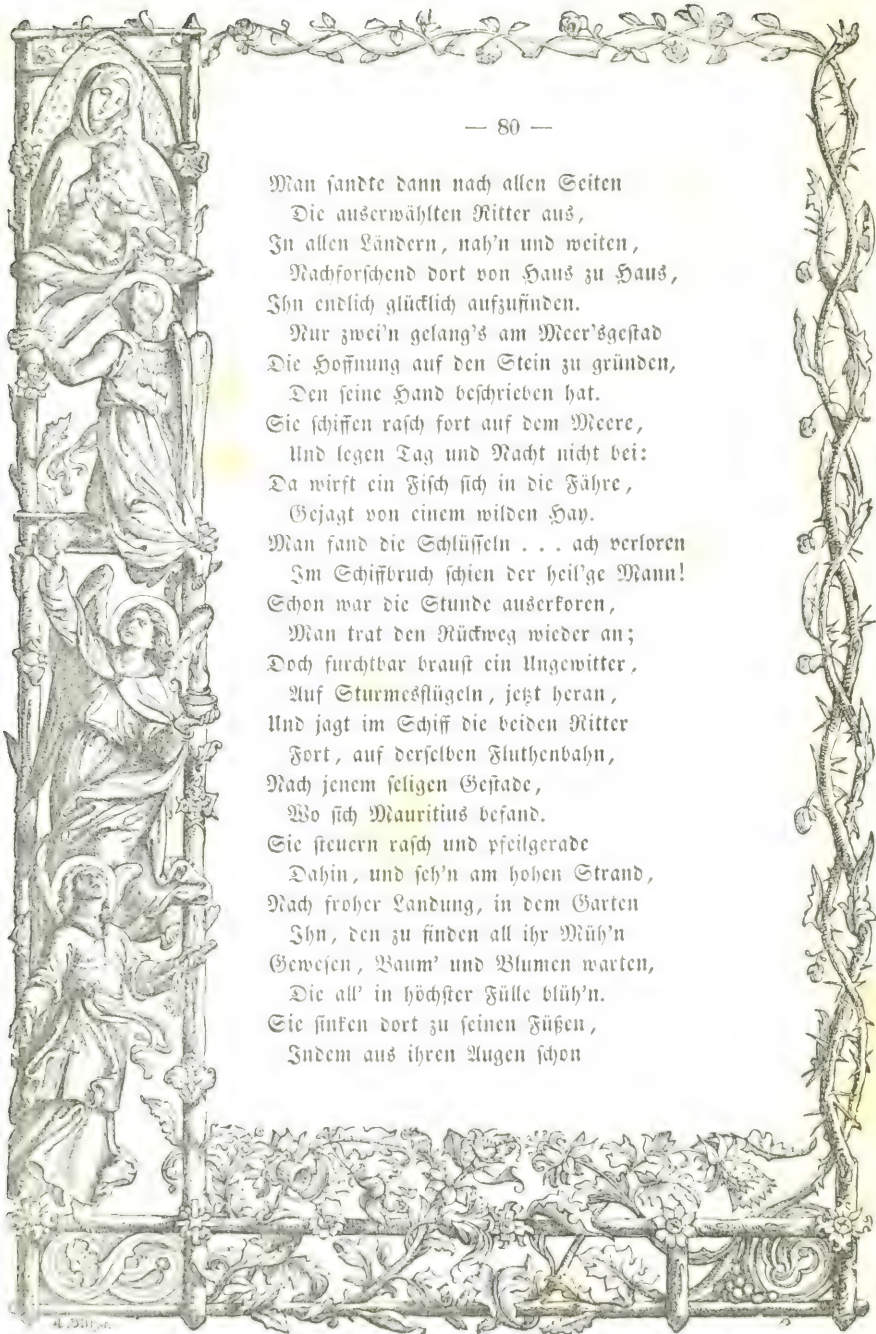 — 80 —
Man sandte dann nach allen Seiten
Die auserwählten Ritter aus,
In allen Ländern, nah'n und weiten,
Nachforschend dort von Haus zu Haus,
Ihn endlich glücklich aufzufinden.
Nur zwei'n gelang's am Meer'sgestad
Die Hoffnung auf den Stein zu gründen,
Den seine Hand beschrieben hat.
Sie schiffen rasch fort auf dem Meere,
Und legen Tag und Nacht nicht bei:
Da wirft ein Fisch sich in die Fähre,
Gejagt von einem wilden Hay.
Man fand die Schlüsseln . . . ach verloren
Im Schiffbruch schien der heil'ge Mann!
Schon war die Stunde auserkoren,
Man trat den Rückweg wieder an;
Doch furchtbar braust ein Ungewitter,
Auf Sturmesflügeln, jetzt heran,
Und jagt im Schiff die beiden Ritter
Fort, auf derselben Fluthenbahn,
Nach jenem seligen Gestade,
Wo sich Mauritius befand.
Sie steuern rasch und pfeilgerade
Dahin, und seh'n am hohen Strand,
Nach froher Landung, in dem Garten
Ihn, den zu finden all ihr Müh'n
Gewesen, Baum' und Blumen warten,
Die all' in höchster Fülle blüh'n.
Sie sinken dort zu seinen Füßen,
Indem aus ihren Augen schon